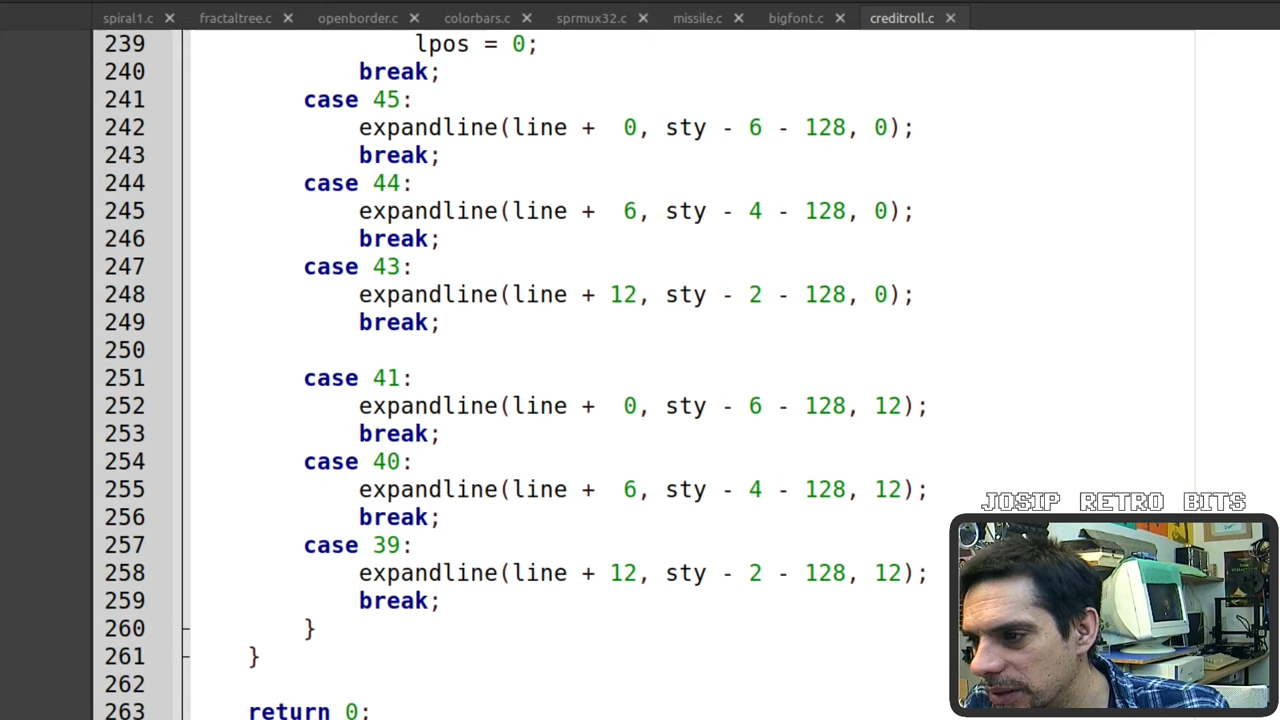 spiral1.c fractaltree.c openborder.c colorbars.c sprmux32.c missile.c bigfont.c creditroll.c
239 lpos = 0;
240 break;
241 case 45:
242 expandline(line +  0, sty - 6 - 128, 0);
243 break;
244 case 44:
245 expandline(line +  6, sty - 4 - 128, 0);
246 break;
247 case 43:
248 expandline(line + 12, sty - 2 - 128, 0);
249 break;
250
251 case 41:
252 expandline(line +  0, sty - 6 - 128, 12);
253 break;
254 case 40:
255 expandline(line +  6, sty - 4 - 128, 12);
256 break;
257 case 39:
258 expandline(line + 12, sty - 2 - 128, 12);
259 break;
260 }
261 }
262
263 return 0;
JOSIP RETRO BITS